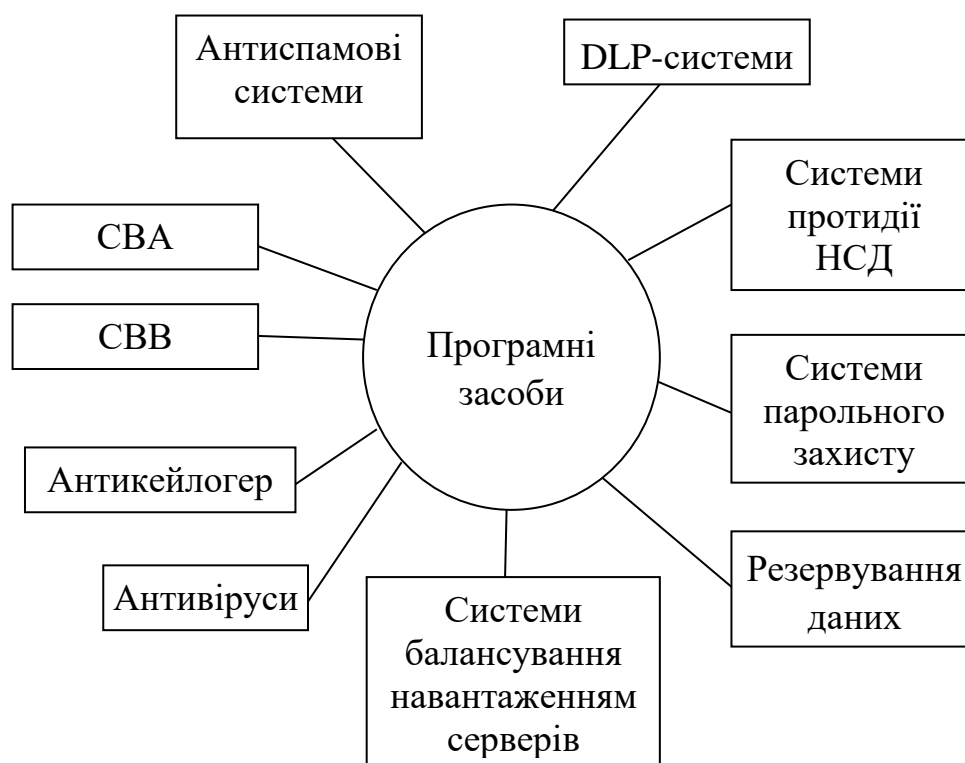 Антиспамові
системи
DLP-системи
Системи
протидії
НСД
СВА
СВВ
Програмні
засоби
Системи
парольного
захисту
Антикейлогер
Антивіруси
Системи
балансування
навантаженням
серверів
Резервування
даних